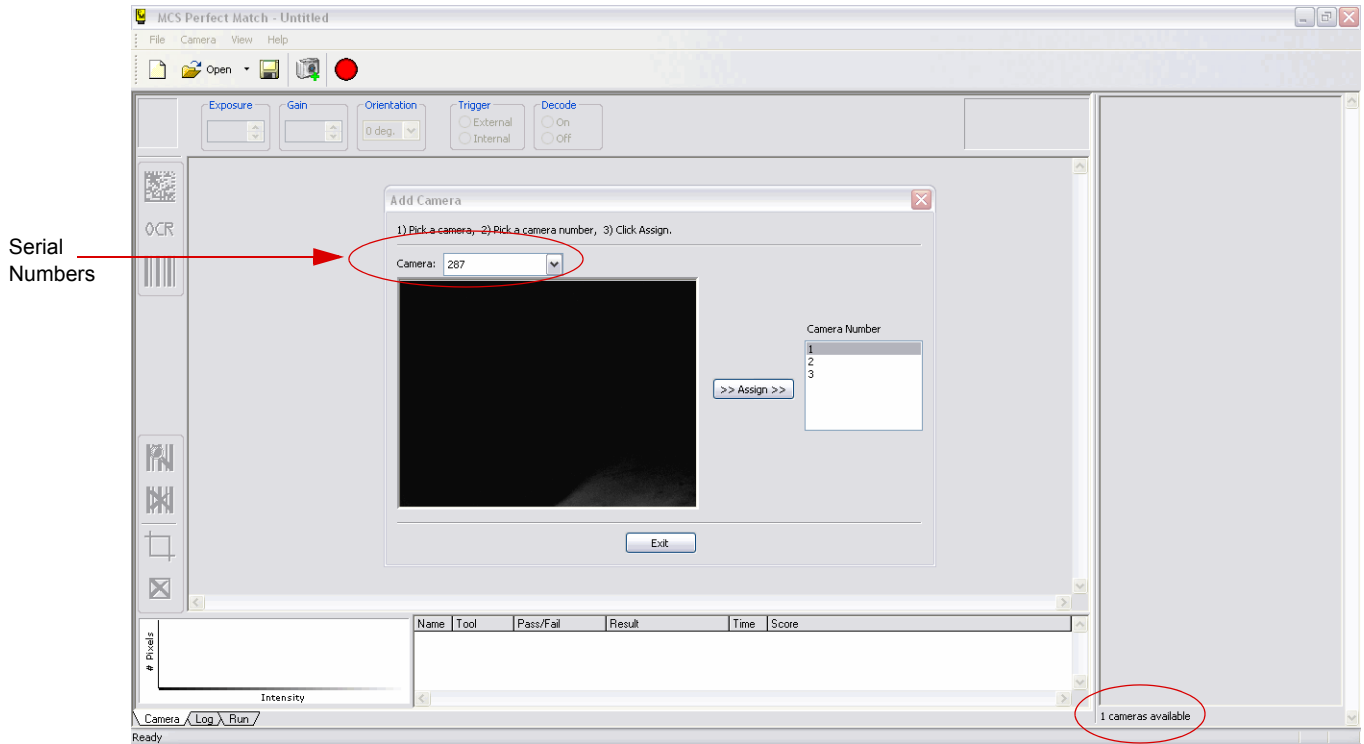 MCS Perfect Match - Untitled
File Camera View Help
Open
Exposure Gain Orientation Trigger Decode
0 deg. External On
Internal Off
Add Camera
OCR
1) Pick a camera, 2) Pick a camera number, 3) Click Assign.
Serial
Numbers
Camera: 287
Camera Number
1
2
3
>> Assign >>
Exit
Name Tool Pass/Fail Result Time Score
# Pixels
Intensity
Camera Log Run
1 cameras available
Ready